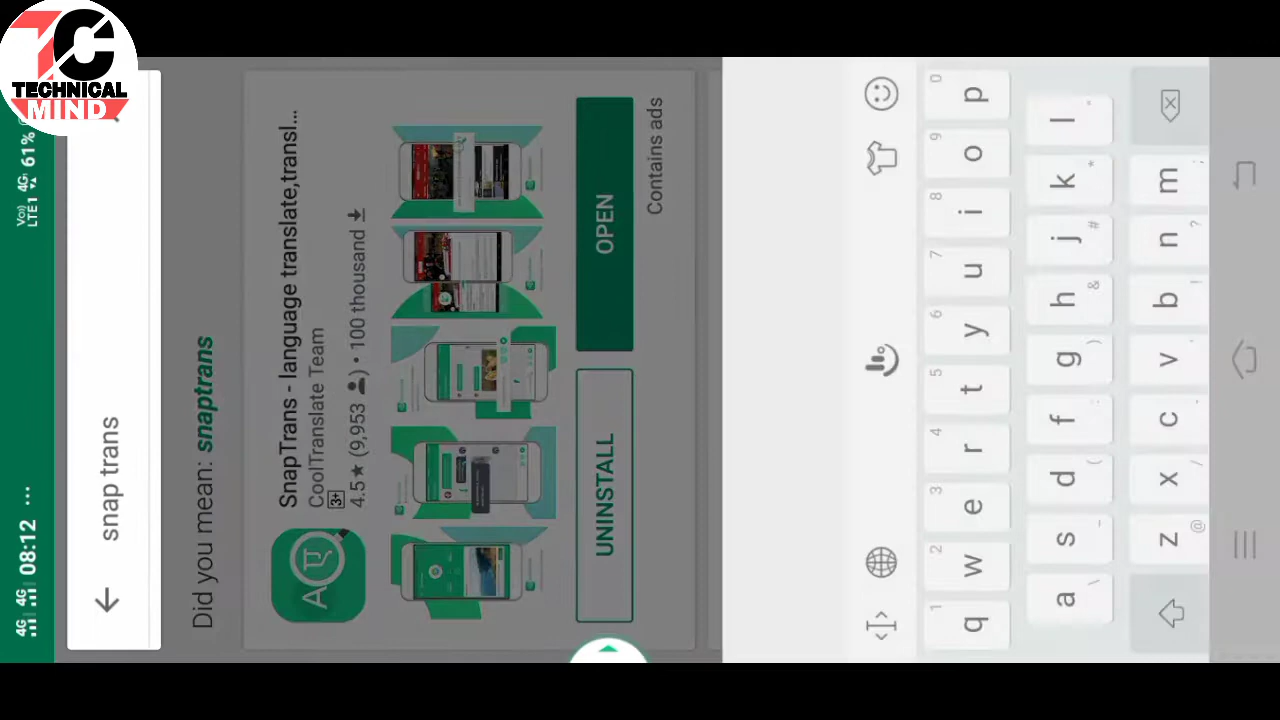 TECHNICAL
MIND
4G 4G 08:12 ...
LTE1 4G 61%
snap trans
Did you mean: snaptrans
SnapTrans - language translate,transl...
CoolTranslate Team
3+
4.5★ (9,953) • 100 thousand
UNINSTALL
OPEN
Contains ads
1 2 3 4 5 6 7 8 9 0
q w e r t y u i o p
a s d f g h j k l
z x c v b n m